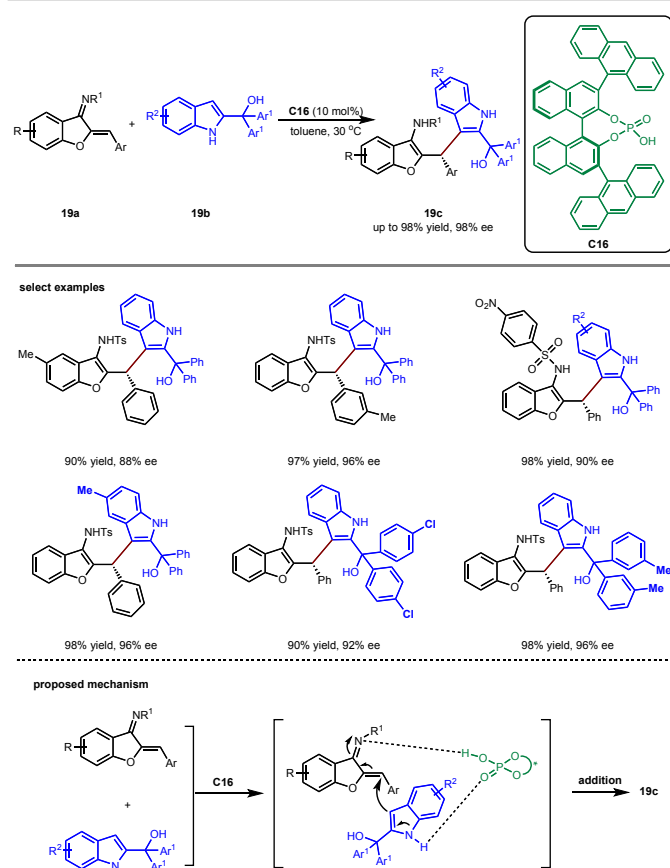 NR¹
R
O
Ar
19a
+
R²
OH
Ar¹
Ar¹
N
H
19b
C16 (10 mol%)
toluene, 30 °C
R²
NH
NHR¹
R
O
Ar
HO
Ar¹
Ar¹
19c
up to 98% yield, 98% ee
O
O
P
O
OH
C16
select examples
Me
NHTs
O
NH
Ph
Ph
HO
90% yield, 88% ee
NHTs
O
NH
Ph
Ph
HO
Me
97% yield, 96% ee
O₂N
R²
O
S
O
NH
NH
O
Ph
Ph
Ph
HO
98% yield, 90% ee
Me
NHTs
O
NH
Ph
Ph
HO
98% yield, 96% ee
NHTs
O
NH
Ph
HO
Cl
Cl
90% yield, 92% ee
NHTs
O
NH
Ph
HO
Me
Me
98% yield, 96% ee
proposed mechanism
NR¹
R
O
Ar
+
R²
OH
Ar¹
Ar¹
N
C16
R¹
N
R
O
Ar
R²
HO
Ar¹
Ar¹
N
H
H
O
P
O
O
O
*
addition
19c